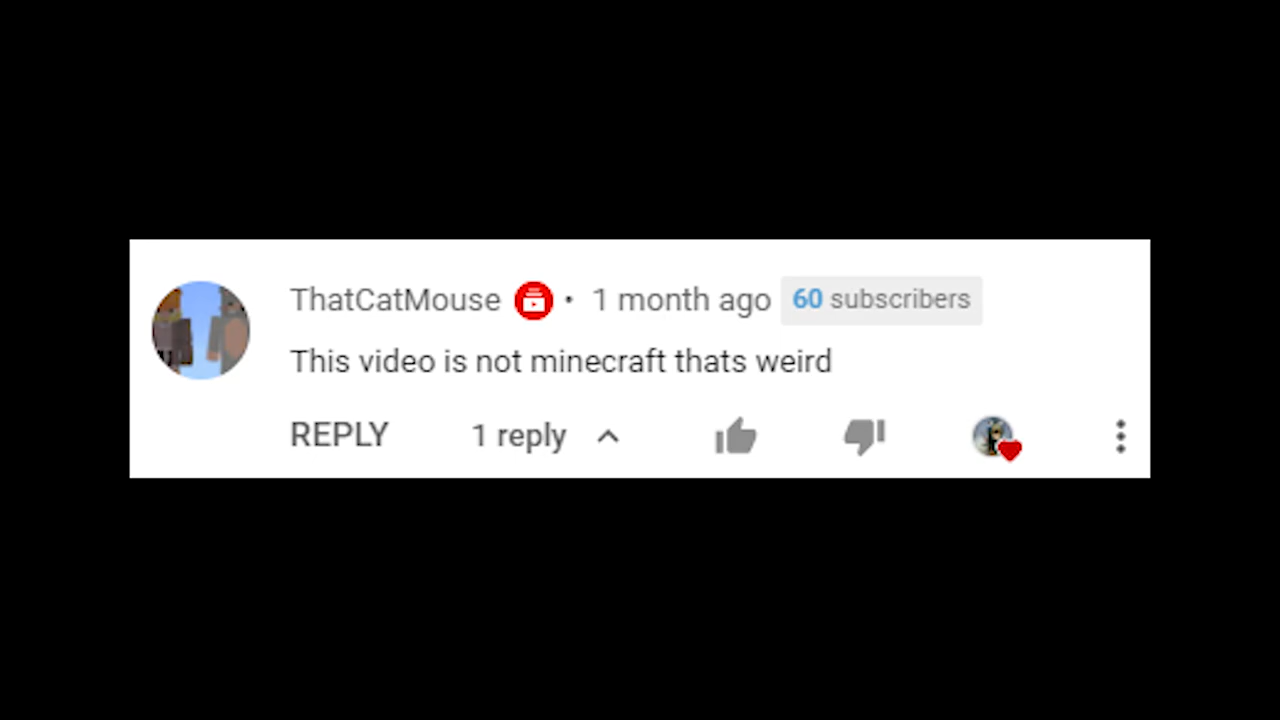 ThatCatMouse • 1 month ago 60 subscribers
This video is not minecraft thats weird
REPLY 1 reply